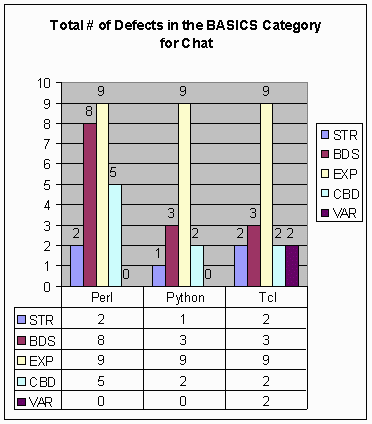 Total # of Defects in the BASICS Category
for Chat
10
9
8
7
6
5
4
3
2
1
0
2
8
9
5
0
1
3
9
2
0
2
3
9
2
2
STR
BDS
EXP
CBD
VAR
Perl Python Tcl
STR 2 1 2
BDS 8 3 3
EXP 9 9 9
CBD 5 2 2
VAR 0 0 2